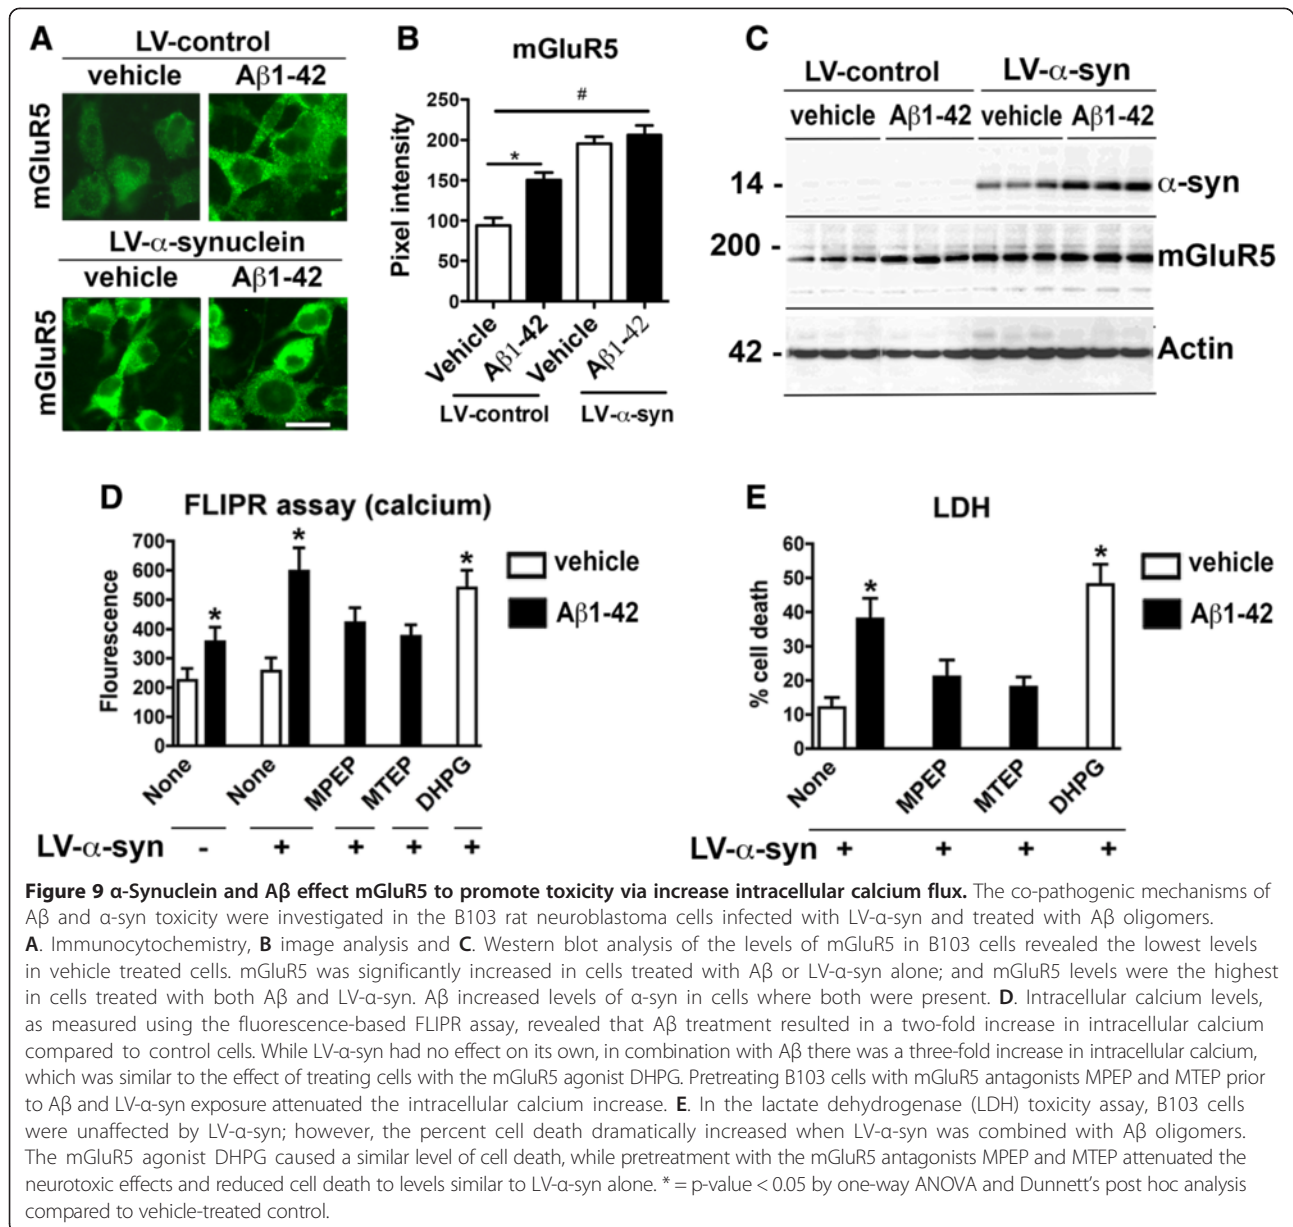 A
LV-control
vehicle Aβ1-42
mGluR5
LV-α-synuclein
vehicle Aβ1-42
mGluR5
B
mGluR5
Pixel intensity
250
200
150
100
50
0
*
#
Vehicle Aβ1-42 Vehicle Aβ1-42
LV-control LV-α-syn
C
LV-control LV-α-syn
vehicle Aβ1-42 vehicle Aβ1-42
14 - α-syn
200 - mGluR5
42 - Actin
D
FLIPR assay (calcium)
Flourescence
700
600
500
400
300
200
100
0
* * *
vehicle
Aβ1-42
None None MPEP MTEP DHPG
LV-α-syn - + + + +
E
LDH
% cell death
60
50
40
30
20
10
0
* *
vehicle
Aβ1-42
None MPEP MTEP DHPG
LV-α-syn + + + +
Figure 9 α-Synuclein and Aβ effect mGluR5 to promote toxicity via increase intracellular calcium flux. The co-pathogenic mechanisms of
Aβ and α-syn toxicity were investigated in the B103 rat neuroblastoma cells infected with LV-α-syn and treated with Aβ oligomers.
A. Immunocytochemistry, B image analysis and C. Western blot analysis of the levels of mGluR5 in B103 cells revealed the lowest levels
in vehicle treated cells. mGluR5 was significantly increased in cells treated with Aβ or LV-α-syn alone; and mGluR5 levels were the highest
in cells treated with both Aβ and LV-α-syn. Aβ increased levels of α-syn in cells where both were present. D. Intracellular calcium levels,
as measured using the fluorescence-based FLIPR assay, revealed that Aβ treatment resulted in a two-fold increase in intracellular calcium
compared to control cells. While LV-α-syn had no effect on its own, in combination with Aβ there was a three-fold increase in intracellular calcium,
which was similar to the effect of treating cells with the mGluR5 agonist DHPG. Pretreating B103 cells with mGluR5 antagonists MPEP and MTEP prior
to Aβ and LV-α-syn exposure attenuated the intracellular calcium increase. E. In the lactate dehydrogenase (LDH) toxicity assay, B103 cells
were unaffected by LV-α-syn; however, the percent cell death dramatically increased when LV-α-syn was combined with Aβ oligomers.
The mGluR5 agonist DHPG caused a similar level of cell death, while pretreatment with the mGluR5 antagonists MPEP and MTEP attenuated the
neurotoxic effects and reduced cell death to levels similar to LV-α-syn alone. * = p-value < 0.05 by one-way ANOVA and Dunnett's post hoc analysis
compared to vehicle-treated control.